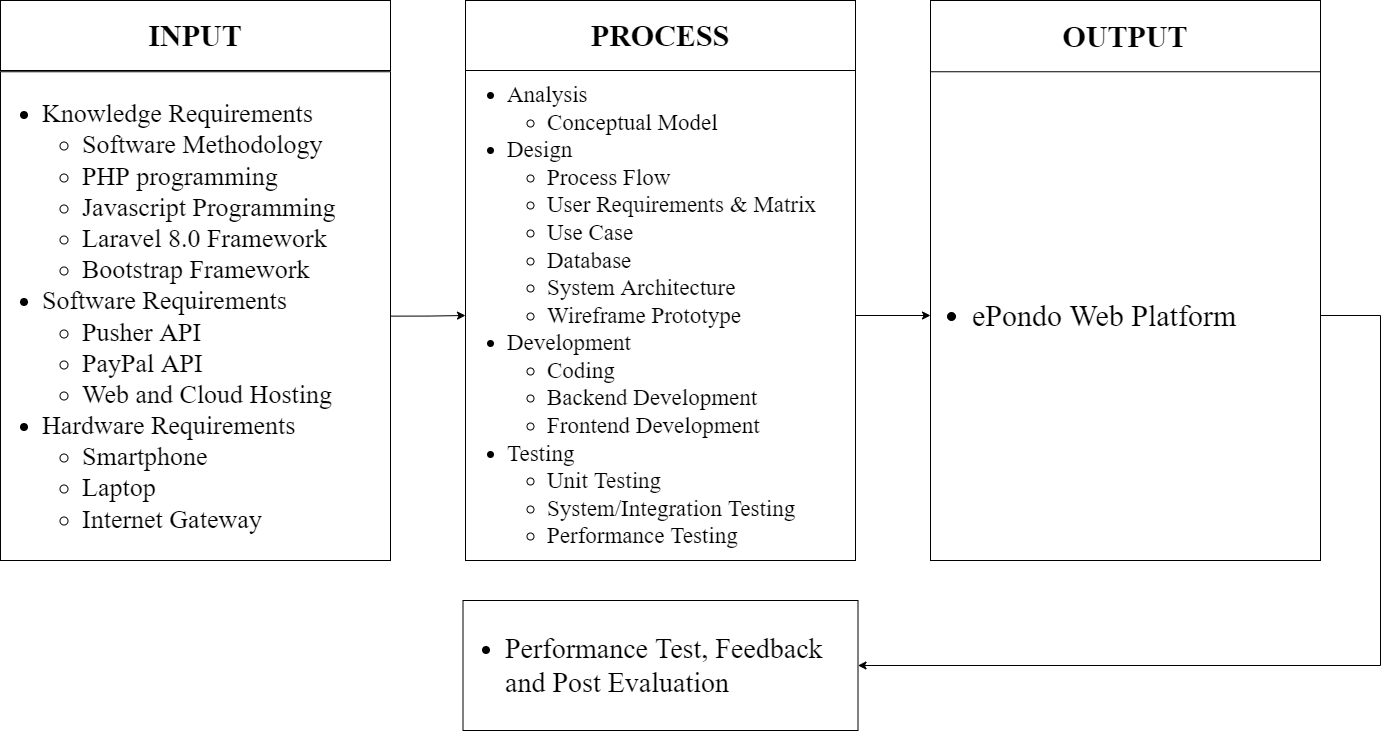 INPUT
Knowledge Requirements
Software Methodology
PHP programming
Javascript Programming
Laravel 8.0 Framework
Bootstrap Framework
Software Requirements
Pusher API
PayPal API
Web and Cloud Hosting
Hardware Requirements
Smartphone
Laptop
Internet Gateway
PROCESS
Analysis
Conceptual Model
Design
Process Flow
User Requirements & Matrix
Use Case
Database
System Architecture
Wireframe Prototype
Development
Coding
Backend Development
Frontend Development
Testing
Unit Testing
System/Integration Testing
Performance Testing
OUTPUT
ePondo Web Platform
Performance Test, Feedback
and Post Evaluation